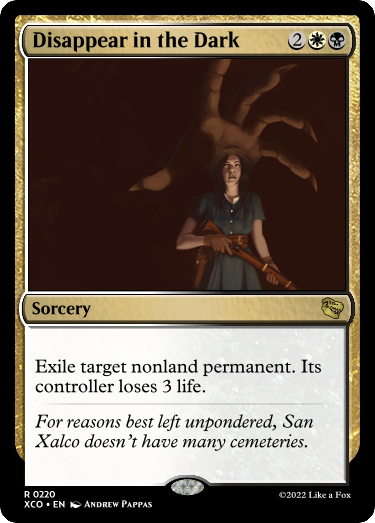 Disappear in the Dark 2
Sorcery
Exile target nonland permanent. Its
controller loses 3 life.
For reasons best left unpondered, San
Xalco doesn't have many cemeteries.
R 0220
XCO • EN Andrew Pappas
©2022 Like a Fox